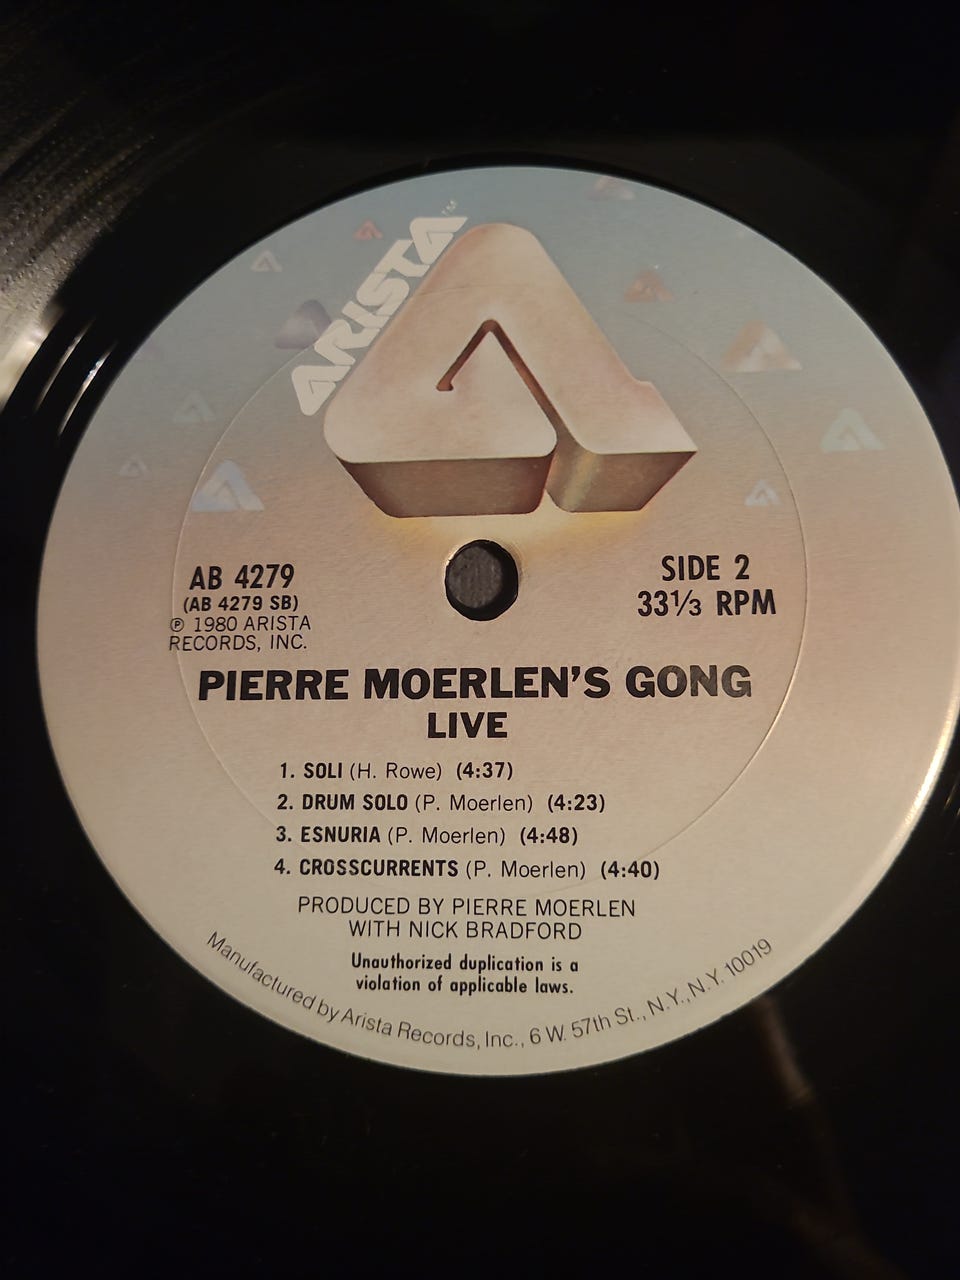 ARISTA™
AB 4279
(AB 4279 SB)
℗ 1980 ARISTA
RECORDS, INC.
SIDE 2
33⅓ RPM
PIERRE MOERLEN'S GONG
LIVE
1. SOLI (H. Rowe) (4:37)
2. DRUM SOLO (P. Moerlen) (4:23)
3. ESNURIA (P. Moerlen) (4:48)
4. CROSSCURRENTS (P. Moerlen) (4:40)
PRODUCED BY PIERRE MOERLEN
WITH NICK BRADFORD
Unauthorized duplication is a
violation of applicable laws.
Manufactured by Arista Records, Inc., 6 W. 57th St., N.Y., N.Y. 10019